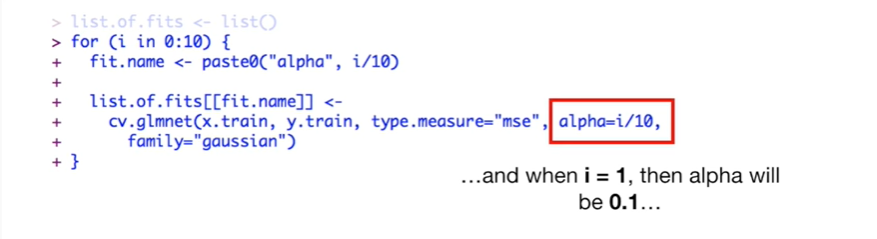 > list.of.fits <- list()
> for (i in 0:10) {
+   fit.name <- paste0("alpha", i/10)
+
+   list.of.fits[[fit.name]] <-
+     cv.glmnet(x.train, y.train, type.measure="mse", alpha=i/10,
+       family="gaussian")
+ }
…and when i = 1, then alpha will
be 0.1…